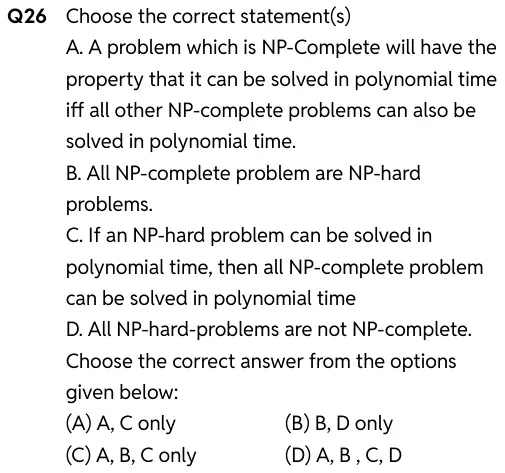 Q26 Choose the correct statement(s)
A. A problem which is NP-Complete will have the
property that it can be solved in polynomial time
iff all other NP-complete problems can also be
solved in polynomial time.
B. All NP-complete problem are NP-hard
problems.
C. If an NP-hard problem can be solved in
polynomial time, then all NP-complete problem
can be solved in polynomial time
D. All NP-hard-problems are not NP-complete.
Choose the correct answer from the options
given below:
(A) A, C only (B) B, D only
(C) A, B, C only (D) A, B , C, D